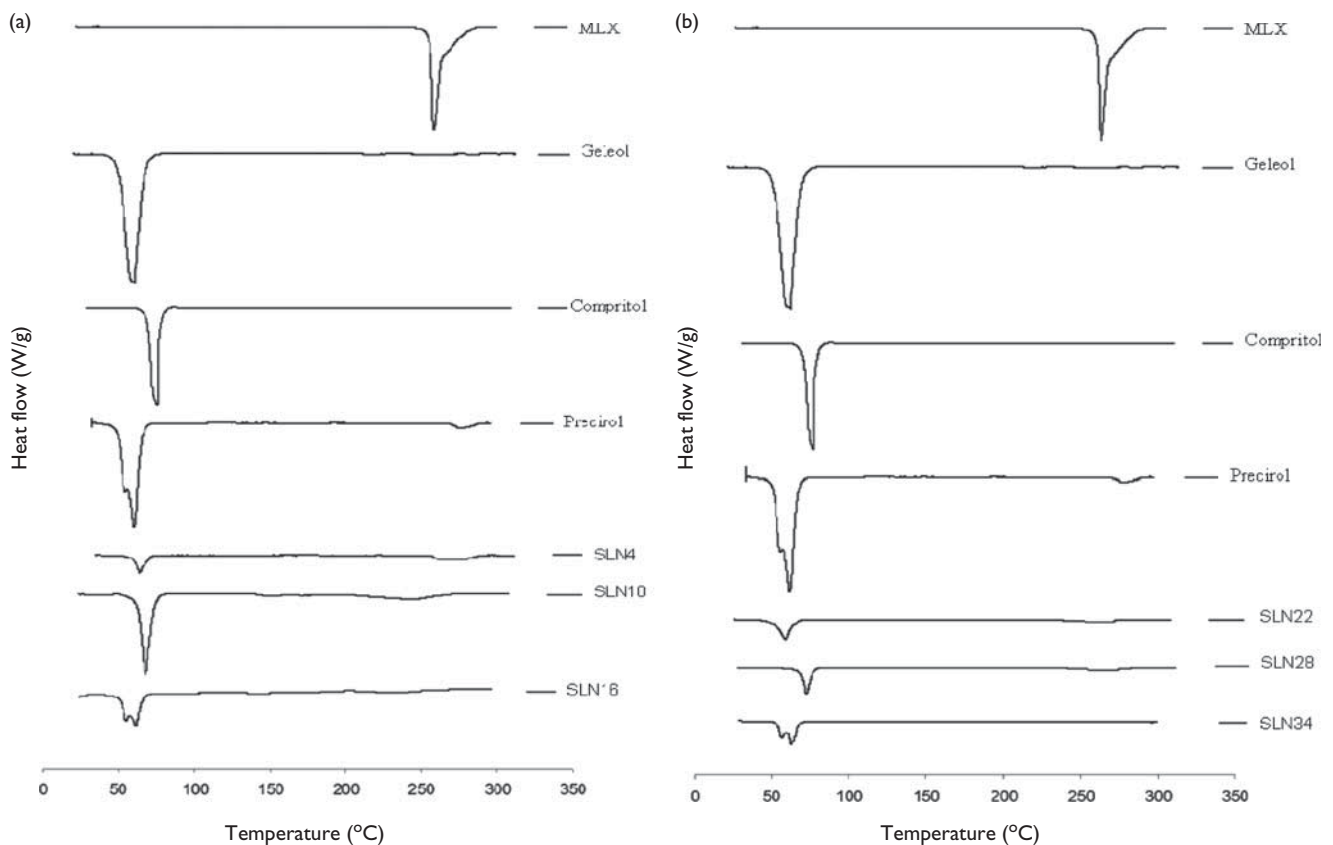 (a)
MLX
Geleol
Compritol
Precirol
SLN4
SLN10
SLN16
Heat flow (W/g)
0 50 100 150 200 250 300 350
Temperature (°C)
(b)
MLX
Geleol
Compritol
Precirol
SLN22
SLN28
SLN34
Heat flow (W/g)
0 50 100 150 200 250 300 350
Temperature (°C)